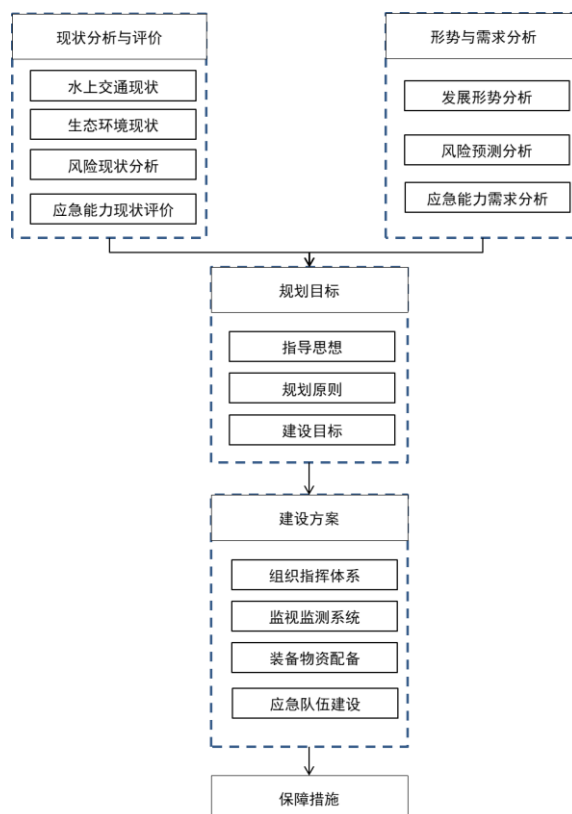 现状分析与评价
水上交通现状
生态环境现状
风险现状分析
应急能力现状评价
形势与需求分析
发展形势分析
风险预测分析
应急能力需求分析
规划目标
指导思想
规划原则
建设目标
建设方案
组织指挥体系
监视监测系统
装备物资配备
应急队伍建设
保障措施